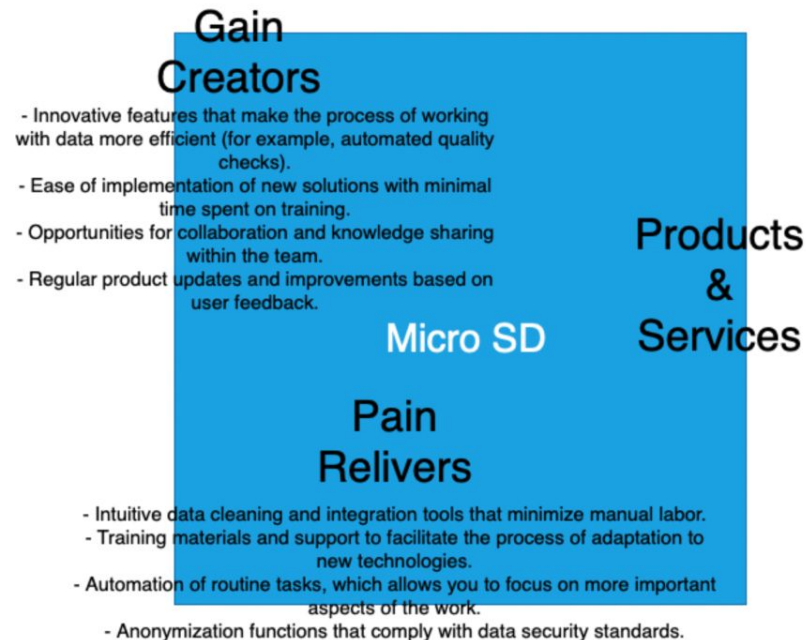 Gain
Creators
- Innovative features that make the process of working
with data more efficient (for example, automated quality
checks).
- Ease of implementation of new solutions with minimal
time spent on training.
- Opportunities for collaboration and knowledge sharing
within the team.
- Regular product updates and improvements based on
user feedback.
Products
&
Services
Micro SD
Pain
Relivers
- Intuitive data cleaning and integration tools that minimize manual labor.
- Training materials and support to facilitate the process of adaptation to
new technologies.
- Automation of routine tasks, which allows you to focus on more important
aspects of the work.
- Anonymization functions that comply with data security standards.